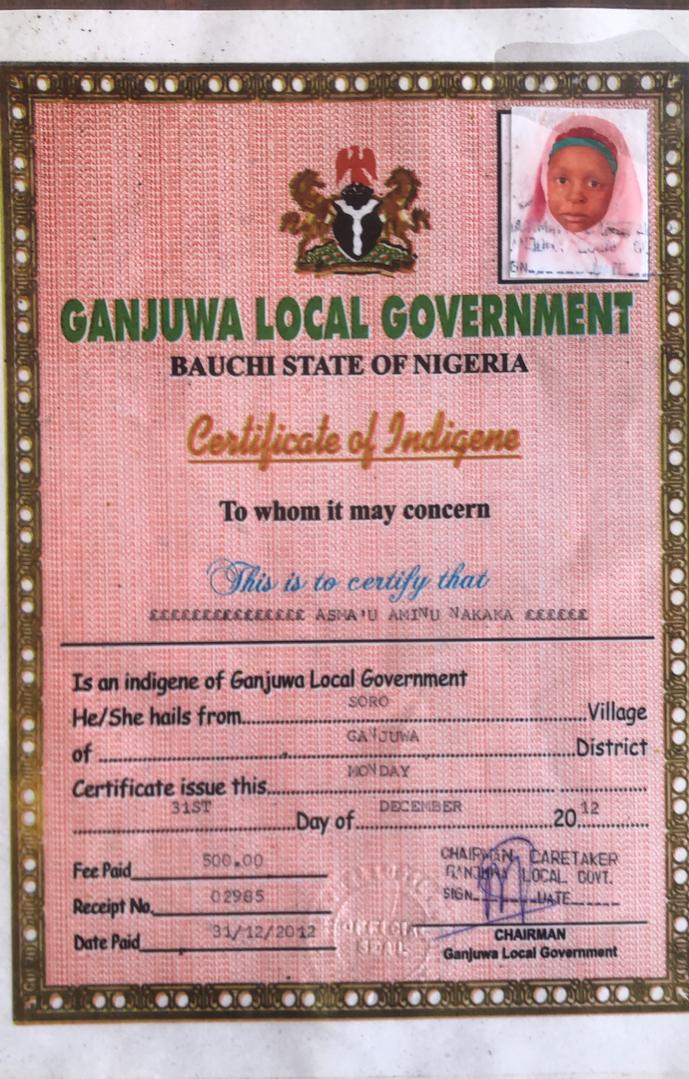 GANJUWA LOCAL GOVERNMENT
BAUCHI STATE OF NIGERIA
Certificate of Indigene
To whom it may concern
This is to certify that
£££££££££££££££ ASMA'U AMINU NAKAKA ££££££
Is an indigene of Ganjuwa Local Government
He/She hails from SORO Village
of GANJUWA District
Certificate issue this MONDAY
31ST Day of DECEMBER 2012
Fee Paid 500.00
Receipt No. 02985
Date Paid 31/12/2012
OFFICIAL
SEAL
CHAIRMAN CARETAKER
GANJUWA LOCAL GOVT.
SIGN DATE
CHAIRMAN
Ganjuwa Local Government